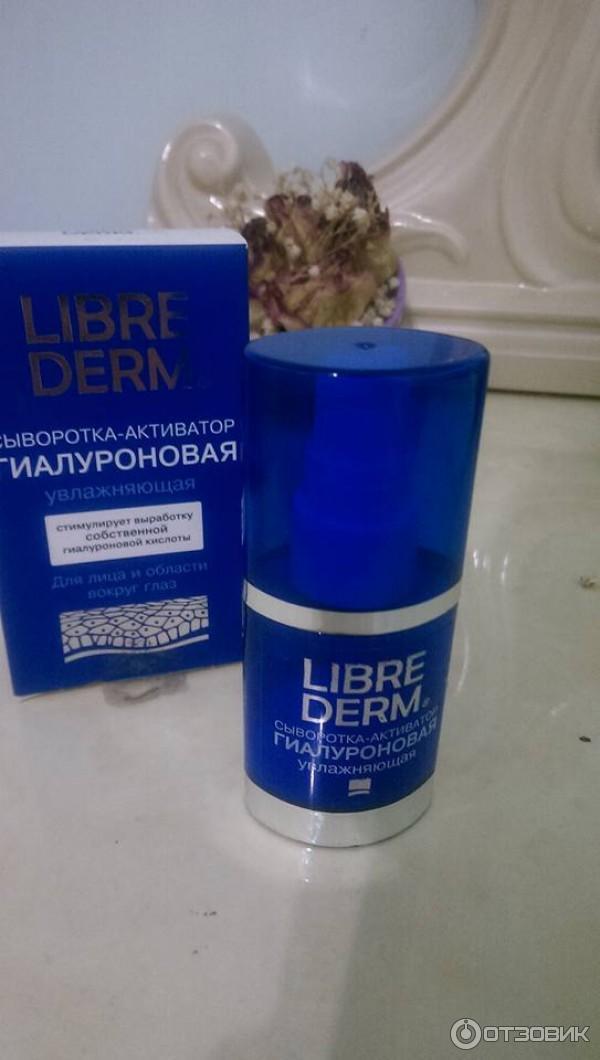 LIBRE
DERM
СЫВОРОТКА-АКТИВАТОР
ГИАЛУРОНОВАЯ
увлажняющая
стимулирует выработку
собственной
гиалуроновой кислоты
Для лица и области
вокруг глаз
LIBRE
DERM
СЫВОРОТКА-АКТИВАТОР
ГИАЛУРОНОВАЯ
увлажняющая
ОТЗОВИК